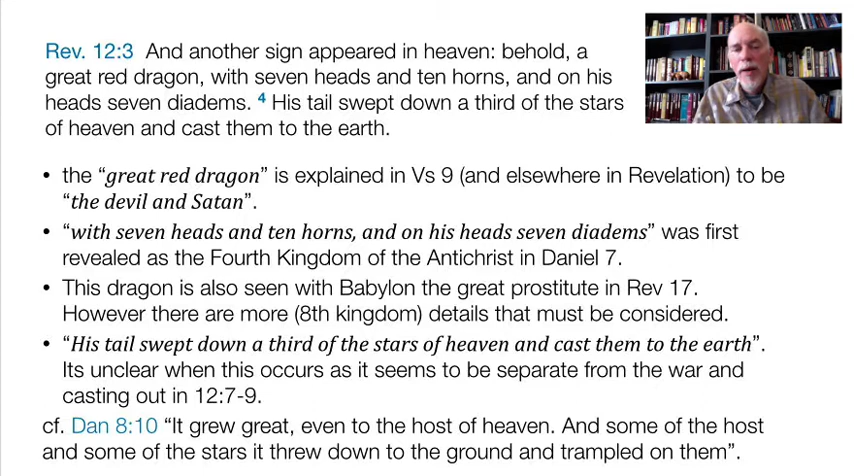 Rev. 12:3  And another sign appeared in heaven: behold, a
great red dragon, with seven heads and ten horns, and on his
heads seven diadems. 4 His tail swept down a third of the stars
of heaven and cast them to the earth.
• the “great red dragon” is explained in Vs 9 (and elsewhere in Revelation) to be
“the devil and Satan”.
• “with seven heads and ten horns, and on his heads seven diadems” was first
revealed as the Fourth Kingdom of the Antichrist in Daniel 7.
• This dragon is also seen with Babylon the great prostitute in Rev 17.
However there are more (8th kingdom) details that must be considered.
• “His tail swept down a third of the stars of heaven and cast them to the earth”.
Its unclear when this occurs as it seems to be separate from the war and
casting out in 12:7-9.
cf. Dan 8:10 “It grew great, even to the host of heaven. And some of the host
and some of the stars it threw down to the ground and trampled on them”.